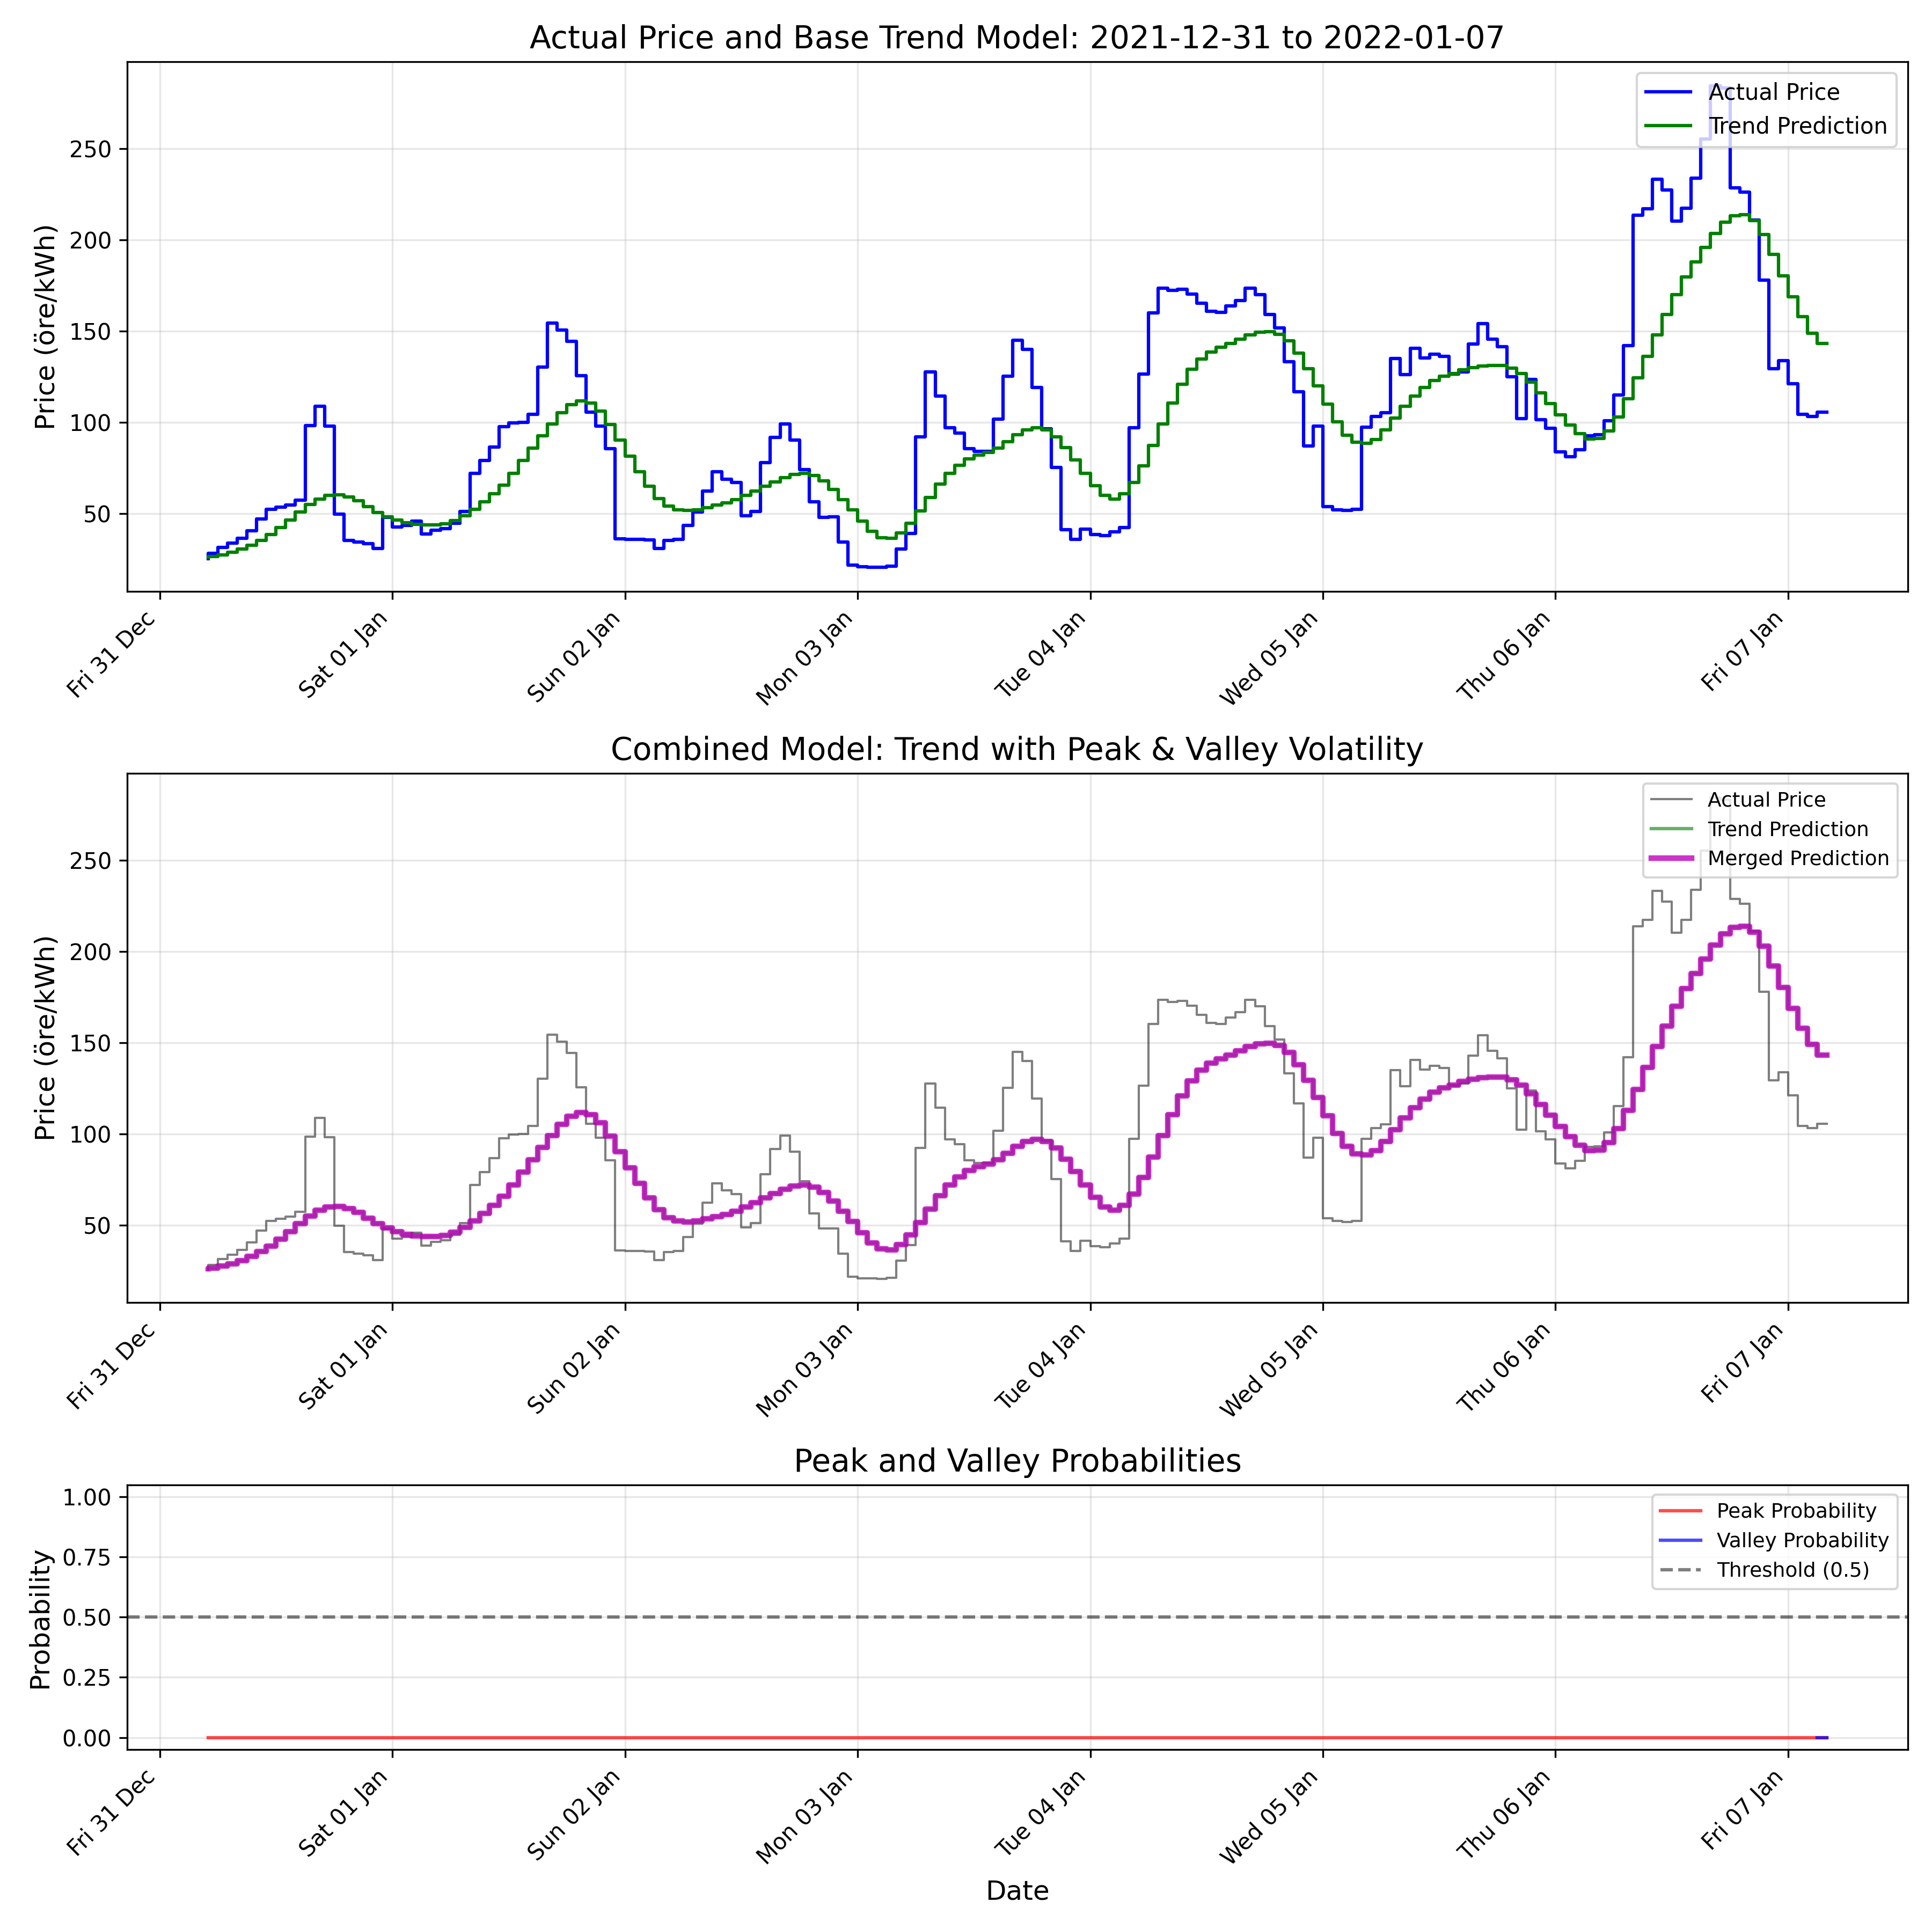 Actual Price and Base Trend Model: 2021-12-31 to 2022-01-07
Price (öre/kWh)
250
200
150
100
50
Actual Price
Trend Prediction
Fri 31 Dec
Sat 01 Jan
Sun 02 Jan
Mon 03 Jan
Tue 04 Jan
Wed 05 Jan
Thu 06 Jan
Fri 07 Jan
Combined Model: Trend with Peak & Valley Volatility
Price (öre/kWh)
250
200
150
100
50
Actual Price
Trend Prediction
Merged Prediction
Fri 31 Dec
Sat 01 Jan
Sun 02 Jan
Mon 03 Jan
Tue 04 Jan
Wed 05 Jan
Thu 06 Jan
Fri 07 Jan
Peak and Valley Probabilities
Probability
1.00
0.75
0.50
0.25
0.00
Peak Probability
Valley Probability
Threshold (0.5)
Fri 31 Dec
Sat 01 Jan
Sun 02 Jan
Mon 03 Jan
Tue 04 Jan
Wed 05 Jan
Thu 06 Jan
Fri 07 Jan
Date